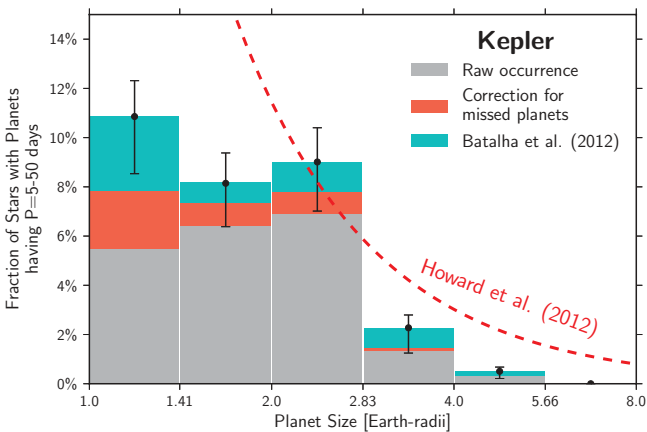 14%
12%
10%
8%
6%
4%
2%
0%
Fraction of Stars with Planets
having P=5-50 days
Kepler
Raw occurrence
Correction for
missed planets
Batalha et al. (2012)
Howard et al. (2012)
1.0 1.41 2.0 2.83 4.0 5.66 8.0
Planet Size [Earth-radii]